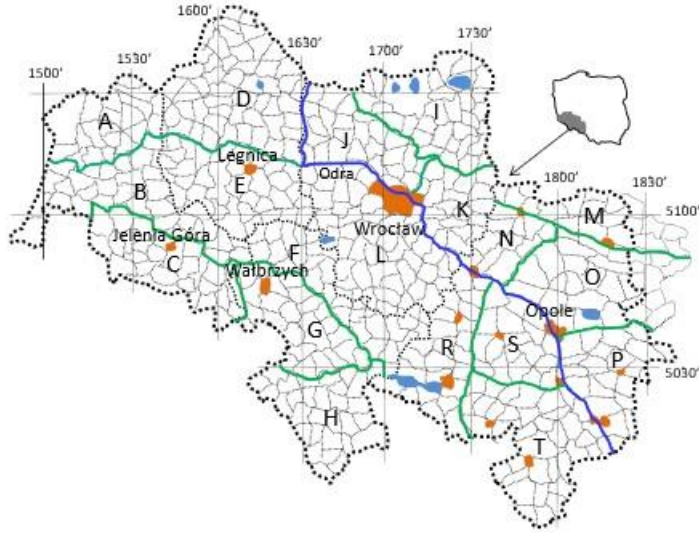 1600’
1730’
1630’
1700’
1530’
1500’
D
A
J
I
1800’
1830’
Legnica
E
Odra
B
M
5100’
K
N
Wrocław
Jelenia Góra
C
F
L
Wałbrzych
O
Opole
G
R
S
P
5030’
H
T